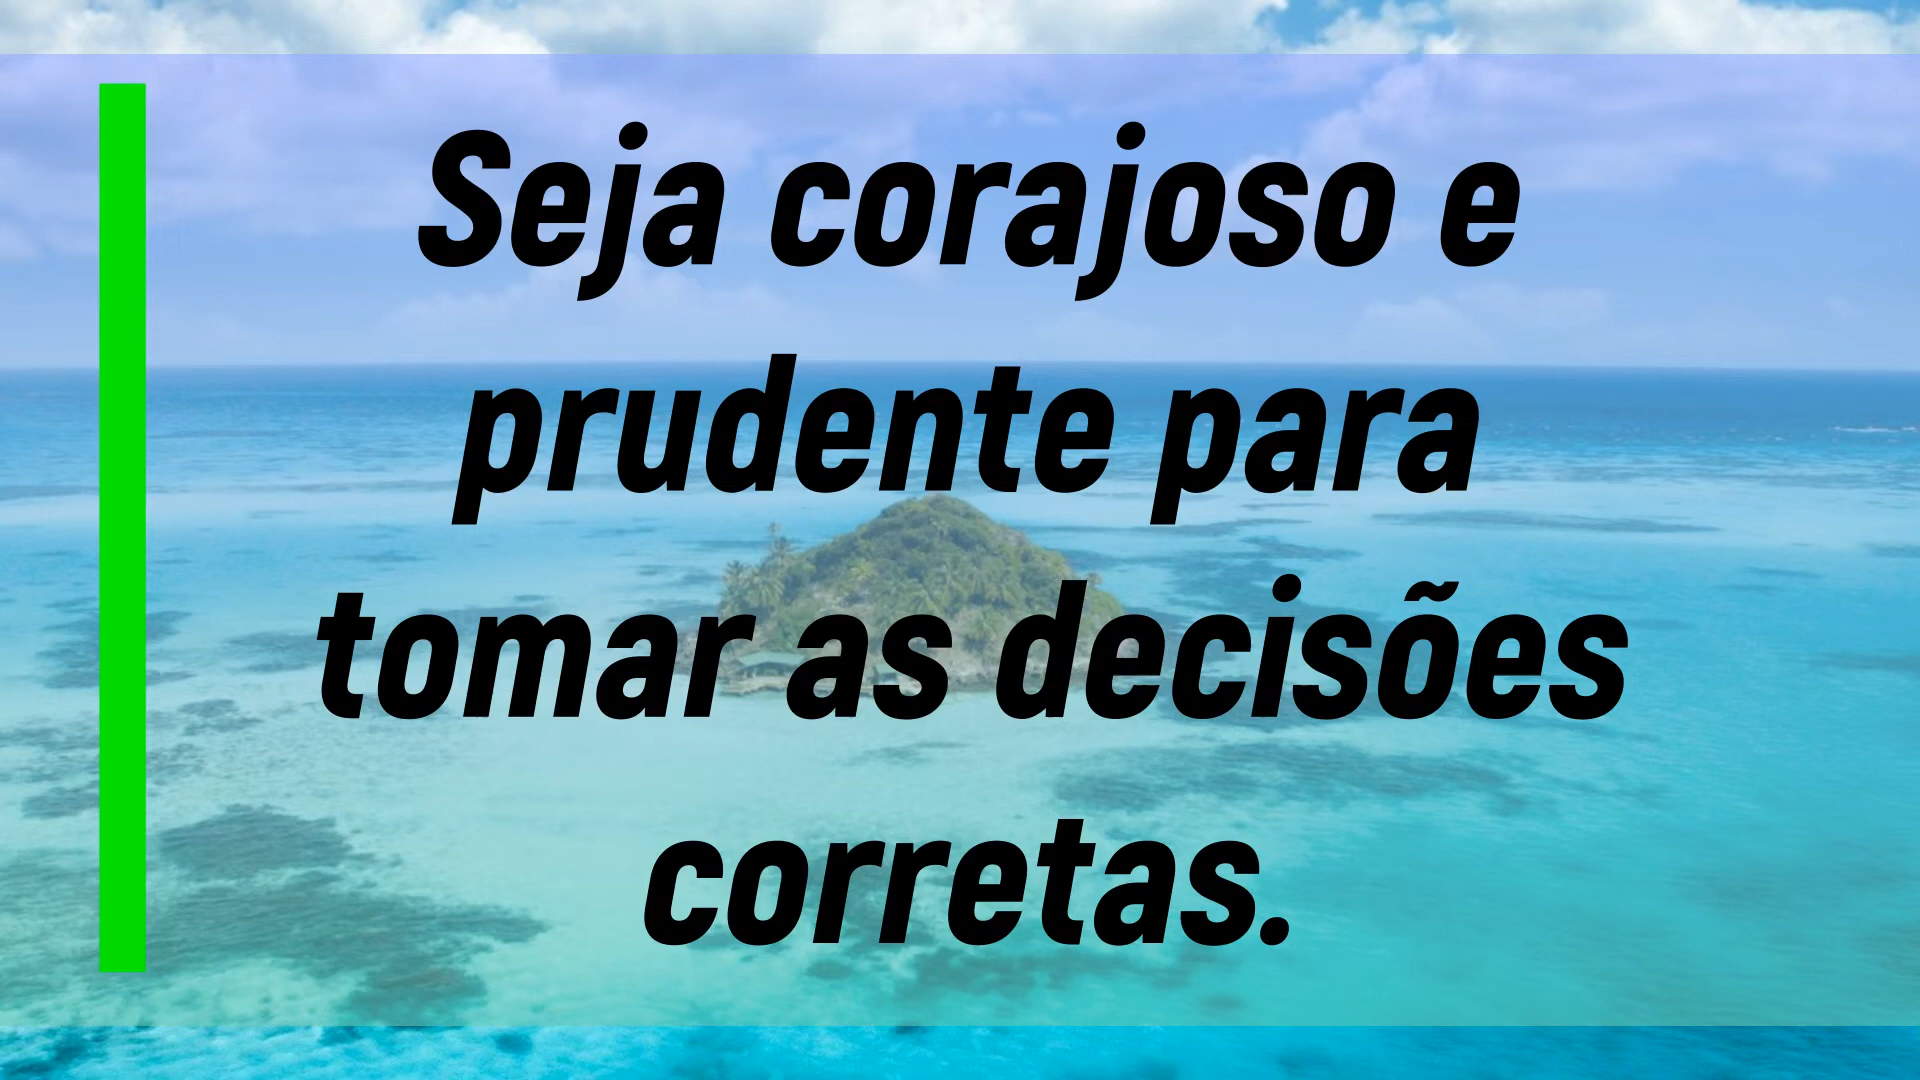 Seja corajoso e
prudente para
tomar as decisões
corretas.